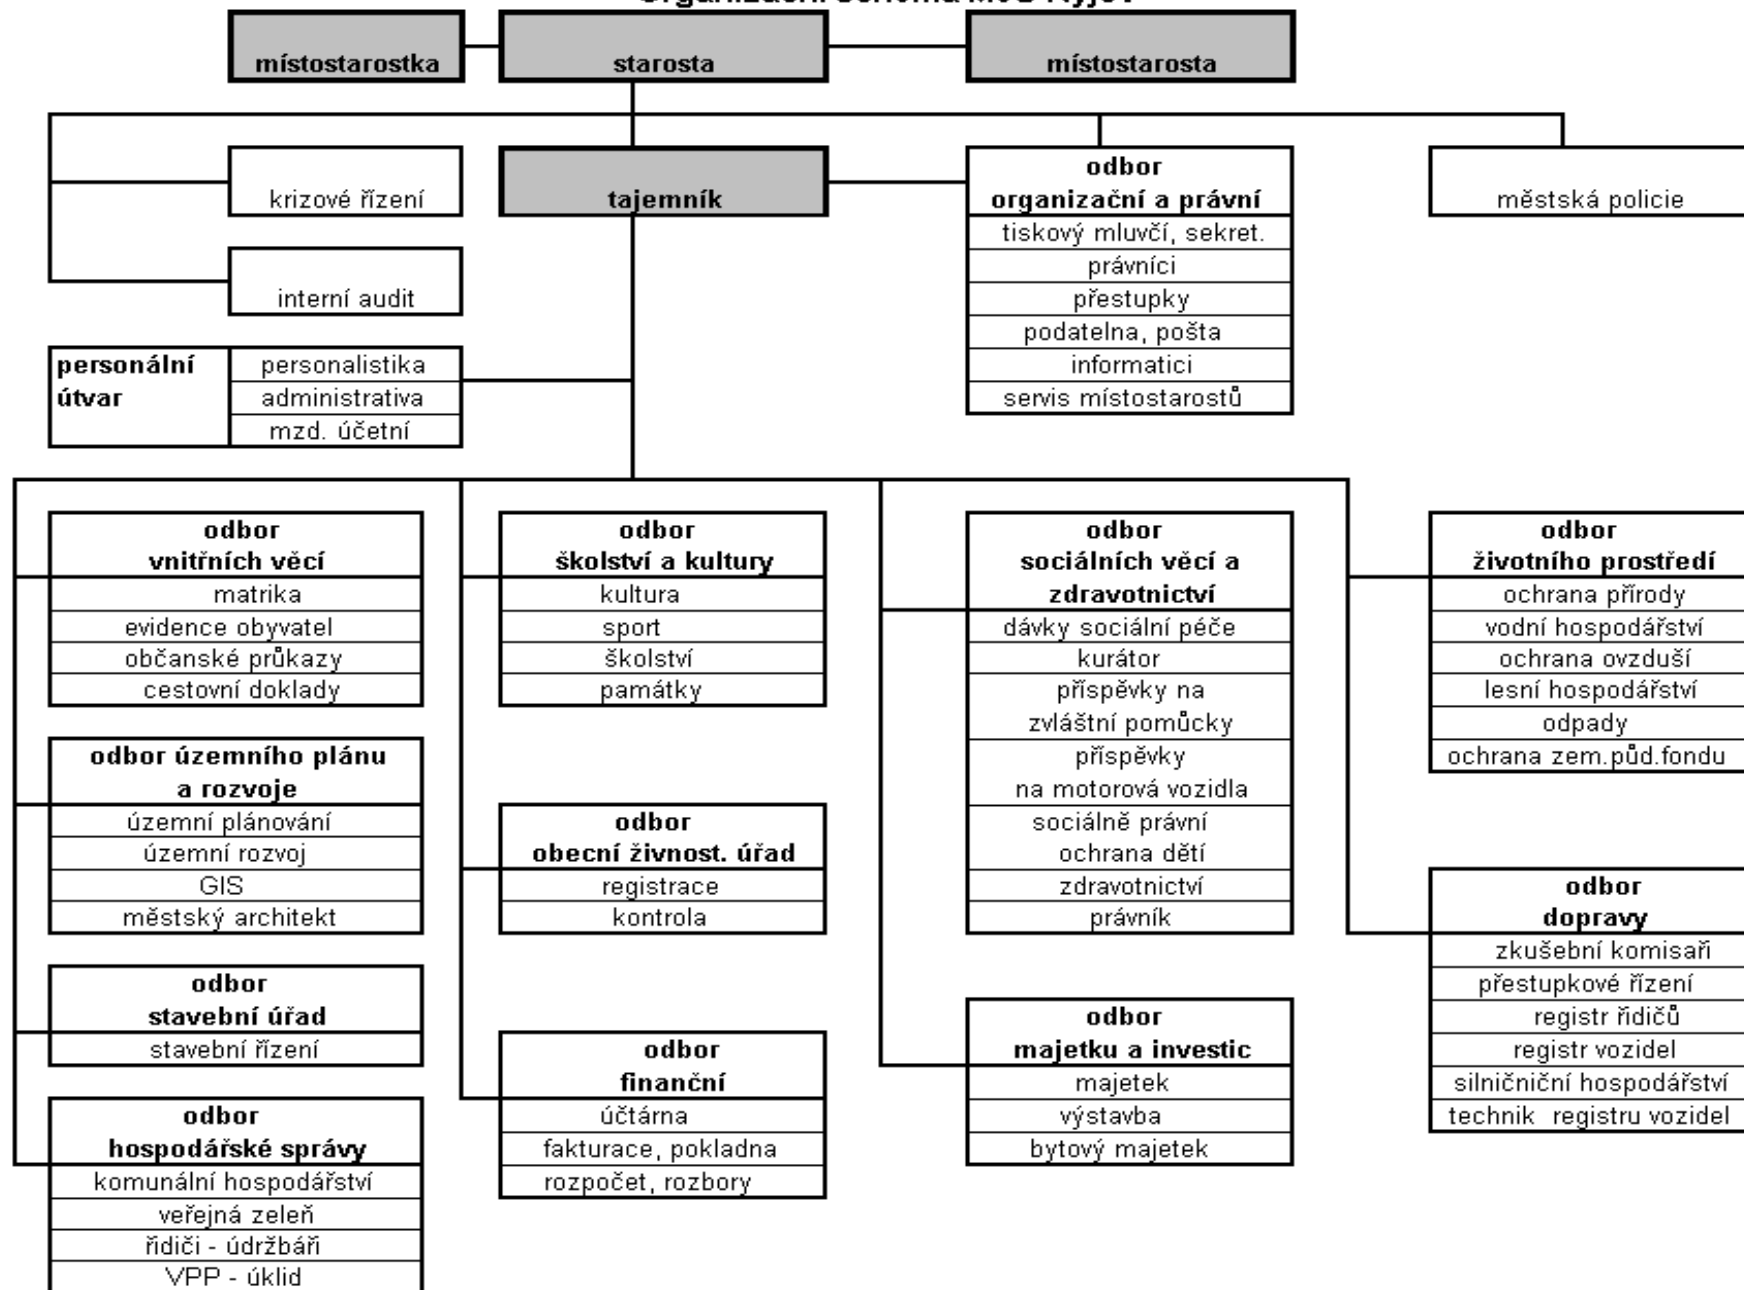 místostarostka
starosta
místostarosta
krizové řízení
tajemník
odbor
organizační a právní
tiskový mluvčí, sekret.
právníci
přestupky
podatelna, pošta
informatici
servis místostarostů
městská policie
interní audit
personální
útvar
personalistika
administrativa
mzd. účetní
odbor
vnitřních věcí
matrika
evidence obyvatel
občanské průkazy
cestovní doklady
odbor územního plánu
a rozvoje
územní plánování
územní rozvoj
GIS
městský architekt
odbor
stavební úřad
stavební řízení
odbor
hospodářské správy
komunální hospodářství
veřejná zeleň
řidiči - údržbáři
VPP - úklid
odbor
školství a kultury
kultura
sport
školství
památky
odbor
obecní živnost. úřad
registrace
kontrola
odbor
finanční
účtárna
fakturace, pokladna
rozpočet, rozbory
odbor
sociálních věcí a
zdravotnictví
dávky sociální péče
kurátor
příspěvky na
zvláštní pomůcky
příspěvky
na motorová vozidla
sociálně právní
ochrana dětí
zdravotnictví
právník
odbor
majetku a investic
majetek
výstavba
bytový majetek
odbor
životního prostředí
ochrana přírody
vodní hospodářství
ochrana ovzduší
lesní hospodářství
odpady
ochrana zem.půd.fondu
odbor
dopravy
zkušební komisaři
přestupkové řízení
registr řidičů
registr vozidel
silničniční hospodářství
technik registru vozidel